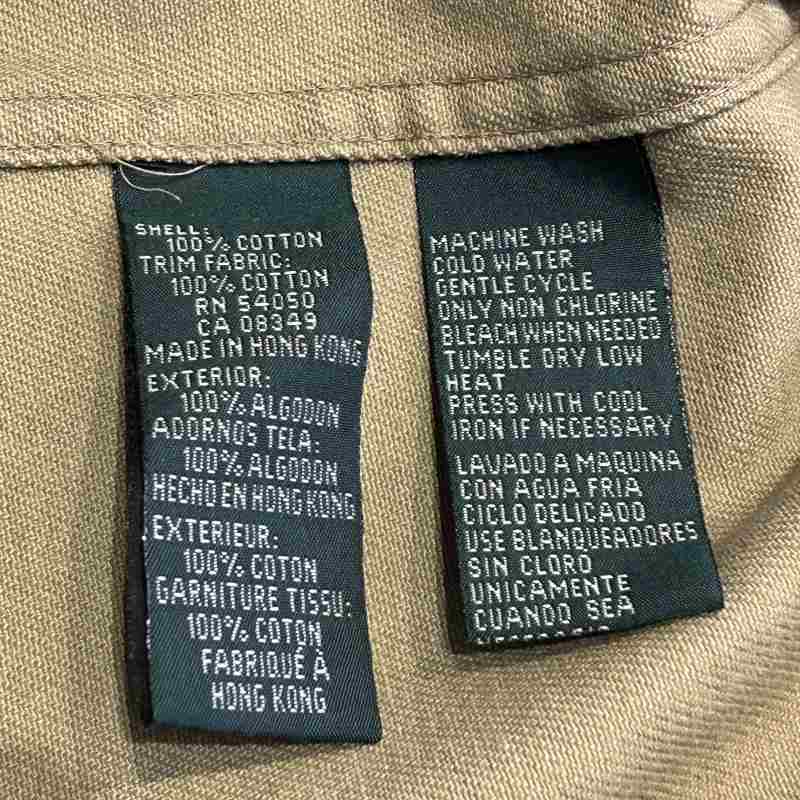 SHELL:
100% COTTON
TRIM FABRIC:
100% COTTON
RN 54050
CA 08349
MADE IN HONG KONG
EXTERIOR:
100% ALGODON
ADORNOS TELA:
100% ALGODON
HECHO EN HONG KONG
EXTERIEUR:
100% COTON
GARNITURE TISSU:
100% COTON
FABRIQUÉ À
HONG KONG
MACHINE WASH
COLD WATER
GENTLE CYCLE
ONLY NON CHLORINE
BLEACH WHEN NEEDED
TUMBLE DRY LOW
HEAT
PRESS WITH COOL
IRON IF NECESSARY
LAVADO A MAQUINA
CON AGUA FRIA
CICLO DELICADO
USE BLANQUEADORES
SIN CLORO
UNICAMENTE
CUANDO SEA